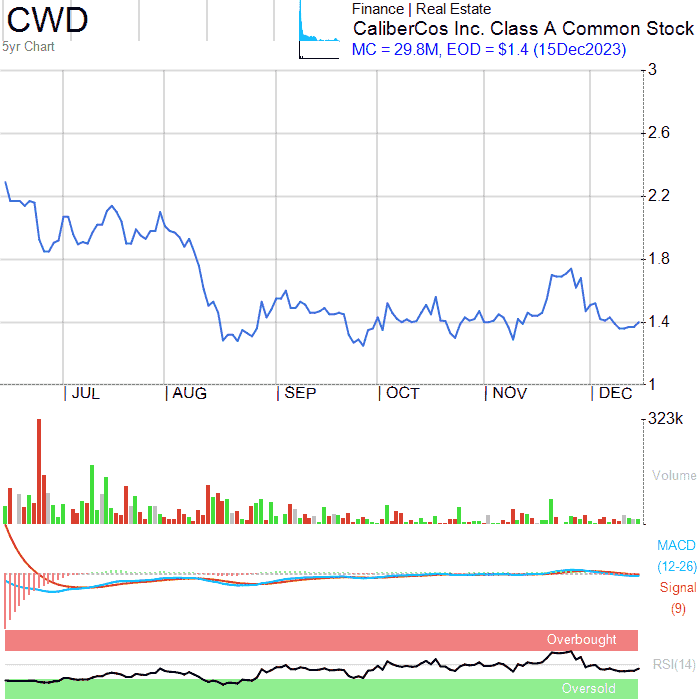 CWD
5yr Chart
Finance | Real Estate
CaliberCos Inc. Class A Common Stock
MC = 29.8M, EOD = $1.4 (15Dec2023)
3
2.6
2.2
1.8
1.4
1
JUL AUG SEP OCT NOV DEC
323k
Volume
MACD
(12-26)
Signal
(9)
Overbought
RSI(14)
Oversold